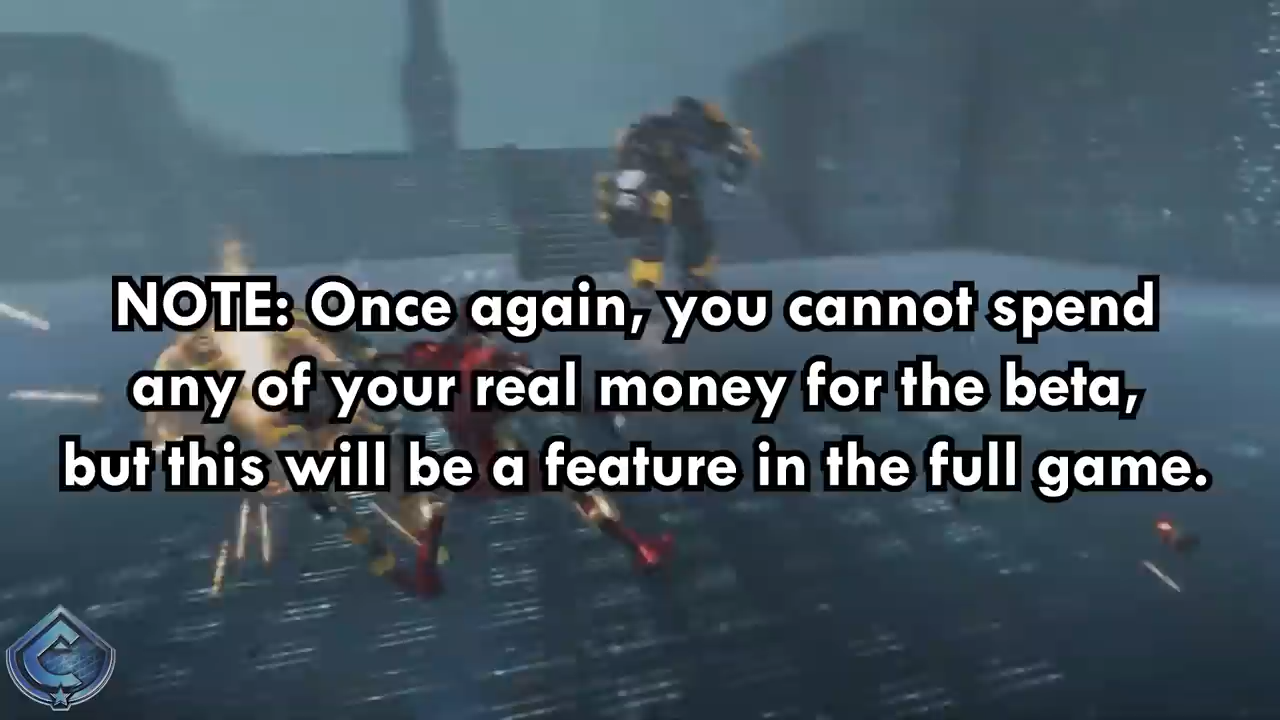 NOTE: Once again, you cannot spend
any of your real money for the beta,
but this will be a feature in the full game.